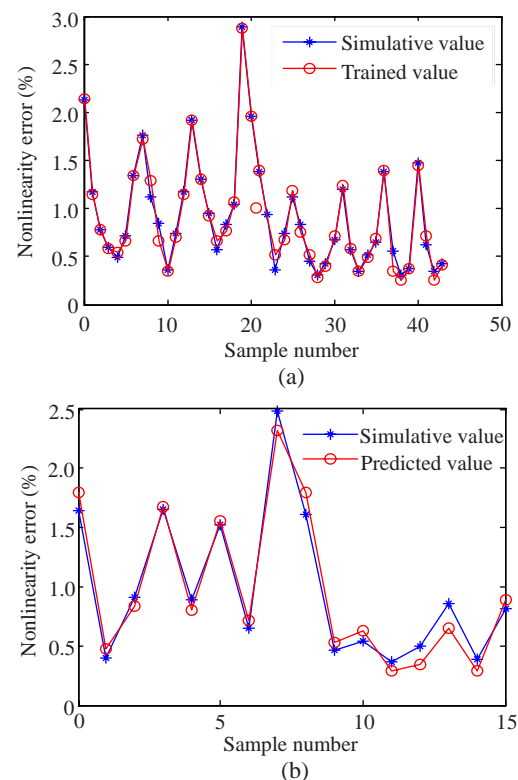 3.0
2.5
2.0
1.5
1.0
0.5
0
Nonlinearity error (%)
Simulative value
Trained value
0 10 20 30 40 50
Sample number
(a)
2.5
2.0
1.5
1.0
0.5
0
Nonlinearity error (%)
Simulative value
Predicted value
0 5 10 15
Sample number
(b)